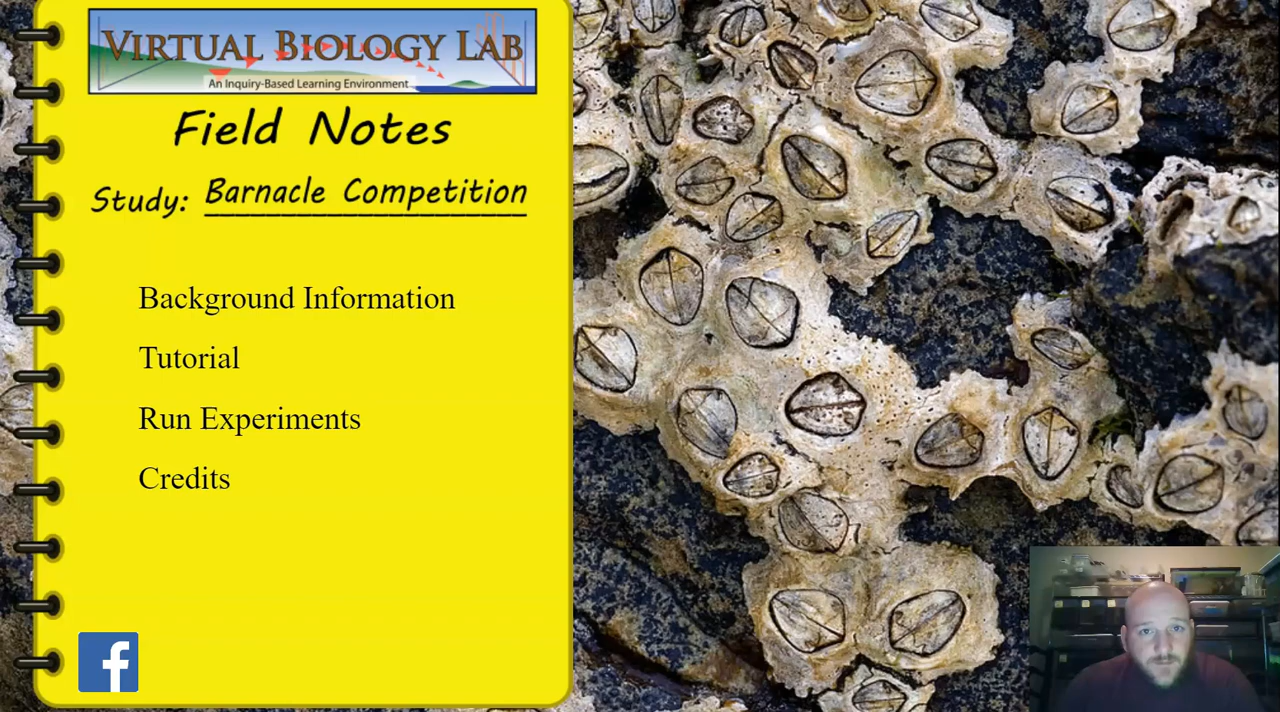 VIRTUAL BIOLOGY LAB
An Inquiry-Based Learning Environment
Field Notes
Study: Barnacle Competition
Background Information
Tutorial
Run Experiments
Credits
f